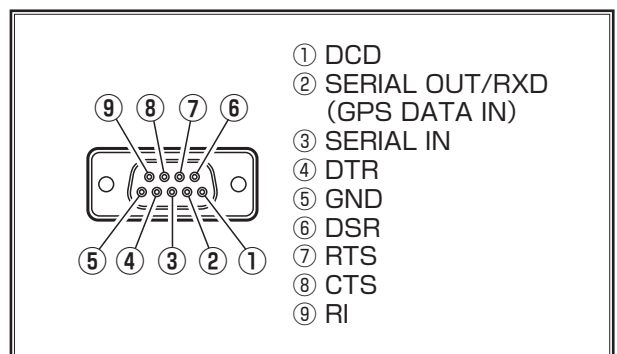 ⑨ ⑧ ⑦ ⑥
⑤ ④ ③ ② ①
① DCD
② SERIAL OUT/RXD
(GPS DATA IN)
③ SERIAL IN
④ DTR
⑤ GND
⑥ DSR
⑦ RTS
⑧ CTS
⑨ RI